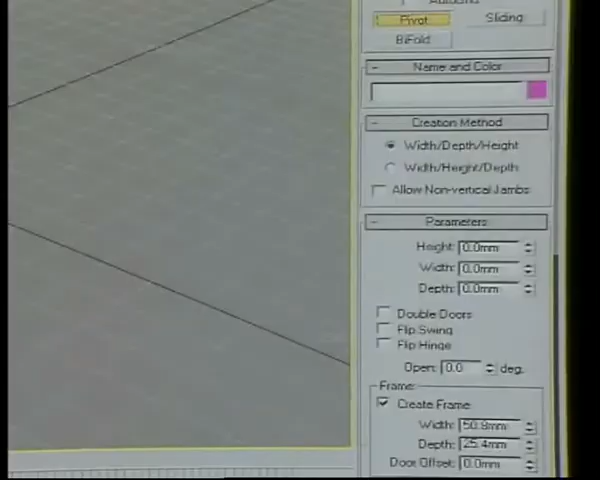 AutoGrid
Pivot Sliding
BiFold
- Name and Color
- Creation Method
Width/Depth/Height
Width/Height/Depth
Allow Non-vertical Jambs
- Parameters
Height: 0.0mm
Width: 0.0mm
Depth: 0.0mm
Double Doors
Flip Swing
Flip Hinge
Open: 0.0 deg.
Frame:
Create Frame
Width: 50.8mm
Depth: 25.4mm
Door Offset: 0.0mm